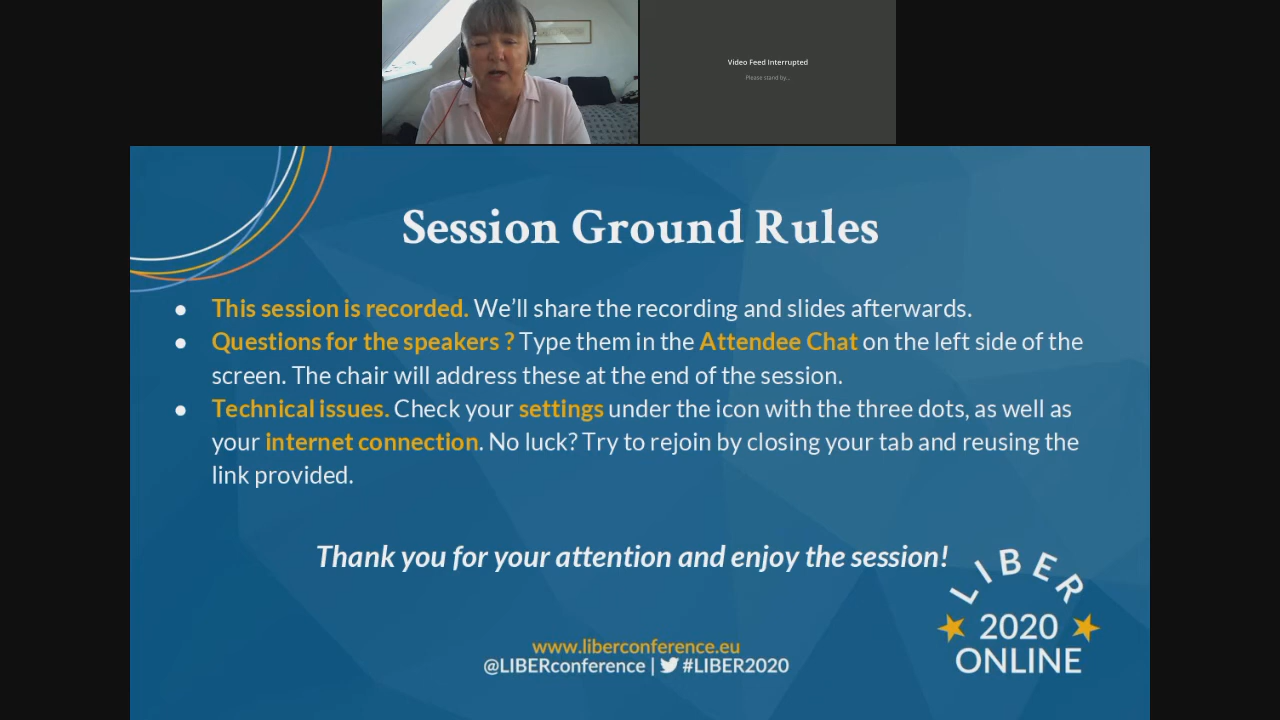 Video Feed Interrupted
Please stand by...
Session Ground Rules
● This session is recorded. We’ll share the recording and slides afterwards.
● Questions for the speakers ? Type them in the Attendee Chat on the left side of the
screen. The chair will address these at the end of the session.
● Technical issues. Check your settings under the icon with the three dots, as well as
your internet connection. No luck? Try to rejoin by closing your tab and reusing the
link provided.
Thank you for your attention and enjoy the session!
LIBER
2020
ONLINE
www.liberconference.eu
@LIBERconference | #LIBER2020